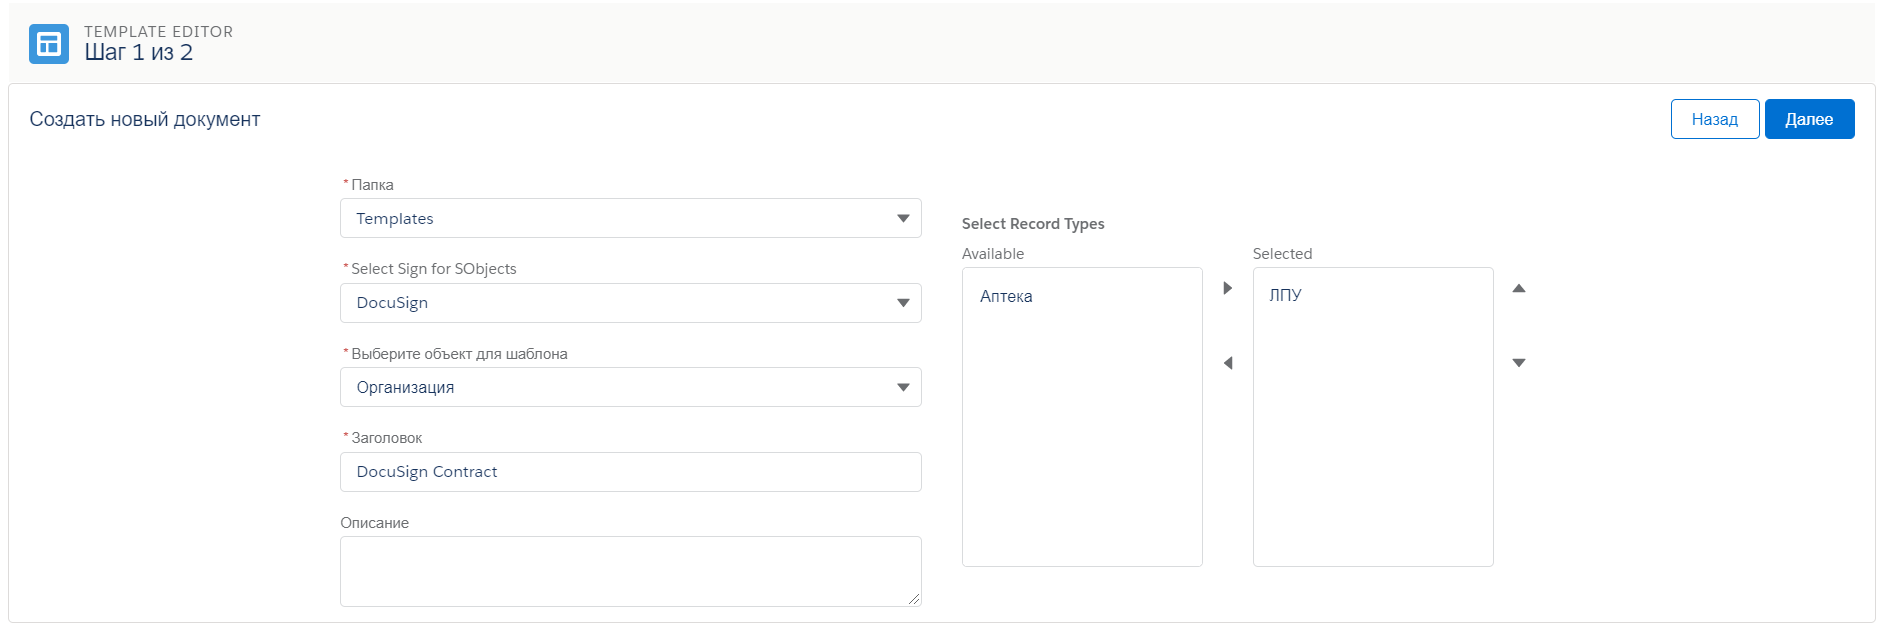 TEMPLATE EDITOR
Шаг 1 из 2
Создать новый документ
Назад
Далее
* Папка
Templates
* Select Sign for SObjects
DocuSign
* Выберите объект для шаблона
Организация
* Заголовок
DocuSign Contract
Описание
Select Record Types
Available
Аптека
Selected
ЛПУ